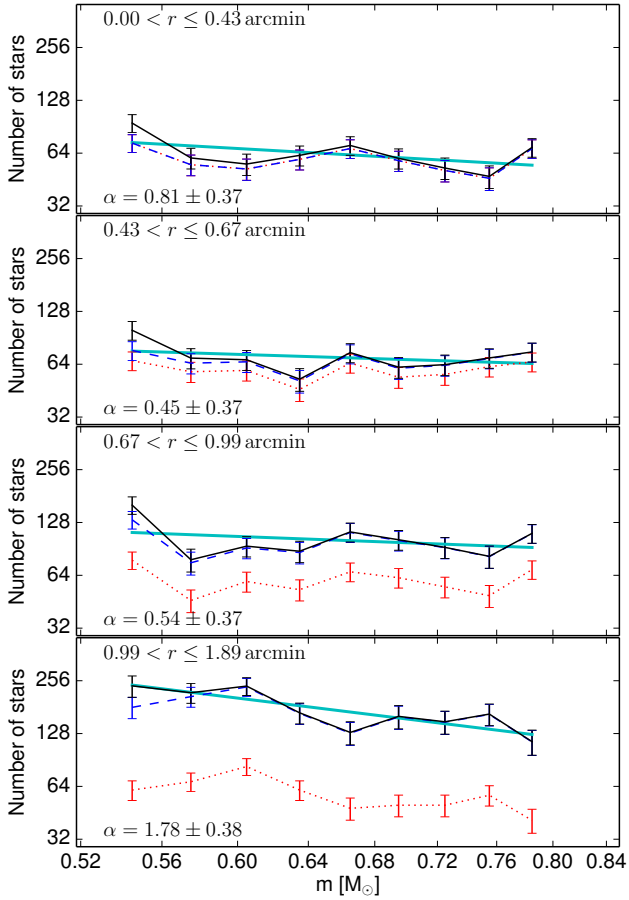 0.00 < r ≤ 0.43 arcmin
256
128
64
32
Number of stars
α = 0.81 ± 0.37
0.43 < r ≤ 0.67 arcmin
256
128
64
32
Number of stars
α = 0.45 ± 0.37
0.67 < r ≤ 0.99 arcmin
256
128
64
32
Number of stars
α = 0.54 ± 0.37
0.99 < r ≤ 1.89 arcmin
256
128
64
32
Number of stars
α = 1.78 ± 0.38
0.52 0.56 0.60 0.64 0.68 0.72 0.76 0.80 0.84
m [M⊙]